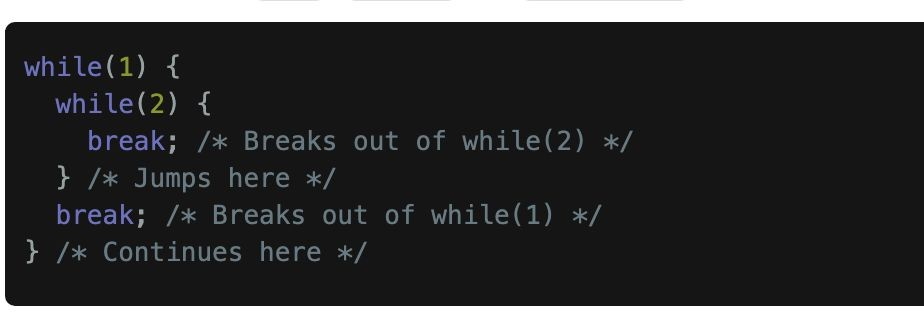 while(1) {
  while(2) {
    break; /* Breaks out of while(2) */
  } /* Jumps here */
  break; /* Breaks out of while(1) */
} /* Continues here */